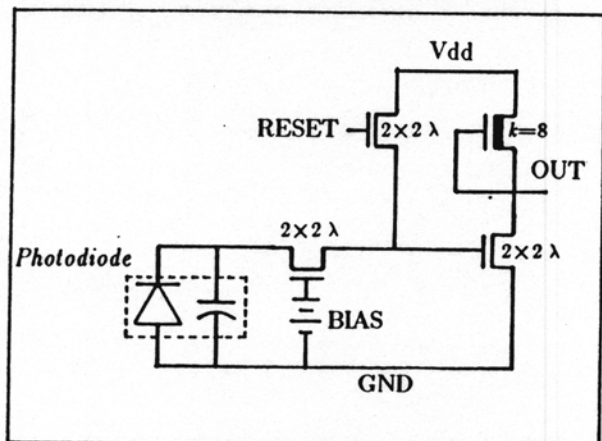 Vdd
RESET
2×2 λ
k=8
OUT
2×2 λ
2×2 λ
Photodiode
BIAS
GND